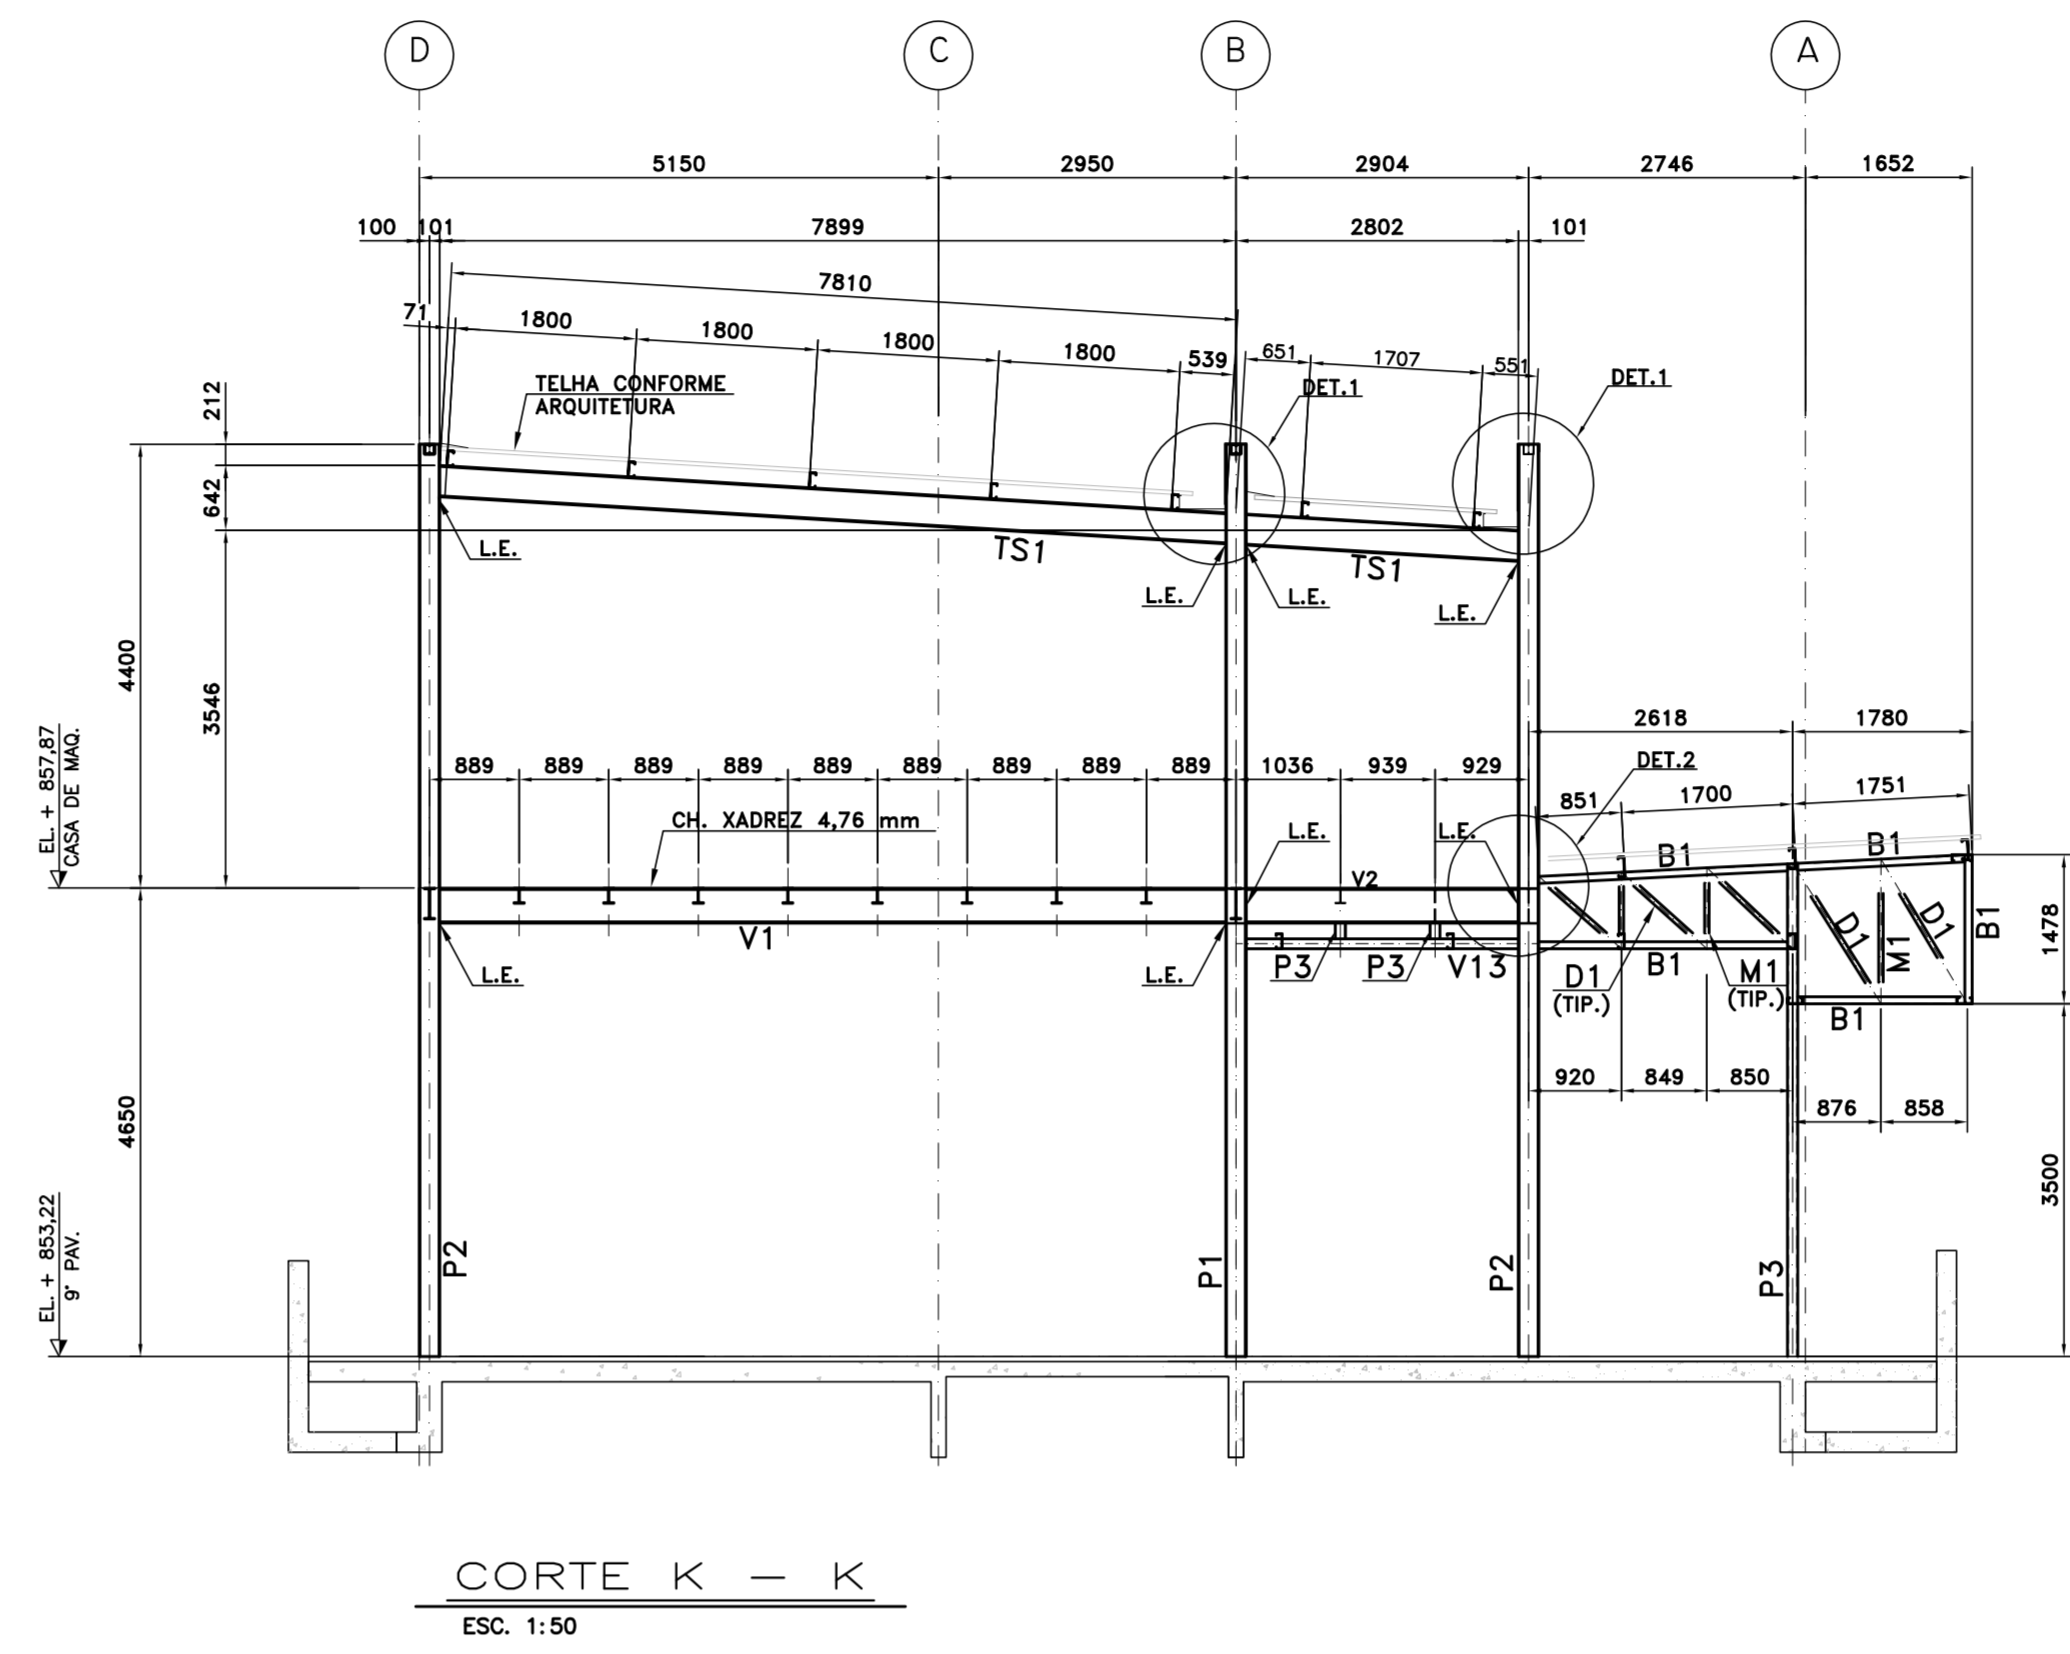 D
C
B
A
5150
2950
2904
2746
1652
100
101
7899
2802
101
7810
71
1800
1800
1800
1800
539
651
1707
551
TELHA CONFORME
ARQUITETURA
DET.1
DET.1
212
642
3546
4400
4650
L.E.
TS1
L.E.
L.E.
TS1
L.E.
EL. + 857,87
CASA DE MAQ.
2618
1780
889
889
889
889
889
889
889
889
889
1036
939
929
DET.2
851
1700
1751
CH. XADREZ 4,76 mm
L.E.
L.E.
B1
B1
V2
V1
L.E.
L.E.
P3
P3
V13
D1
(TIP.)
B1
M1
(TIP.)
D1
M1
D1
B1
B1
1478
920
849
850
876
858
3500
EL. + 853,22
9° PAV.
P2
P1
P2
P3
CORTE K - K
ESC. 1:50